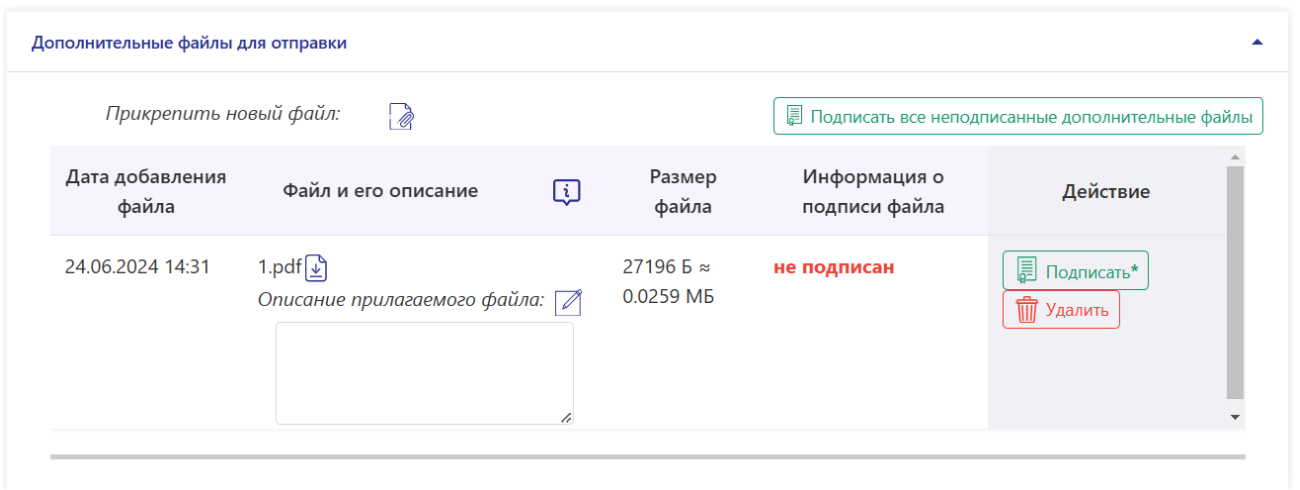 Дополнительные файлы для отправки
Прикрепить новый файл:
Подписать все неподписанные дополнительные файлы
Дата добавления
файла
Файл и его описание
Размер
файла
Информация о
подписи файла
Действие
24.06.2024 14:31
1.pdf
Описание прилагаемого файла:
27196 Б ≈
0.0259 МБ
не подписан
Подписать*
Удалить